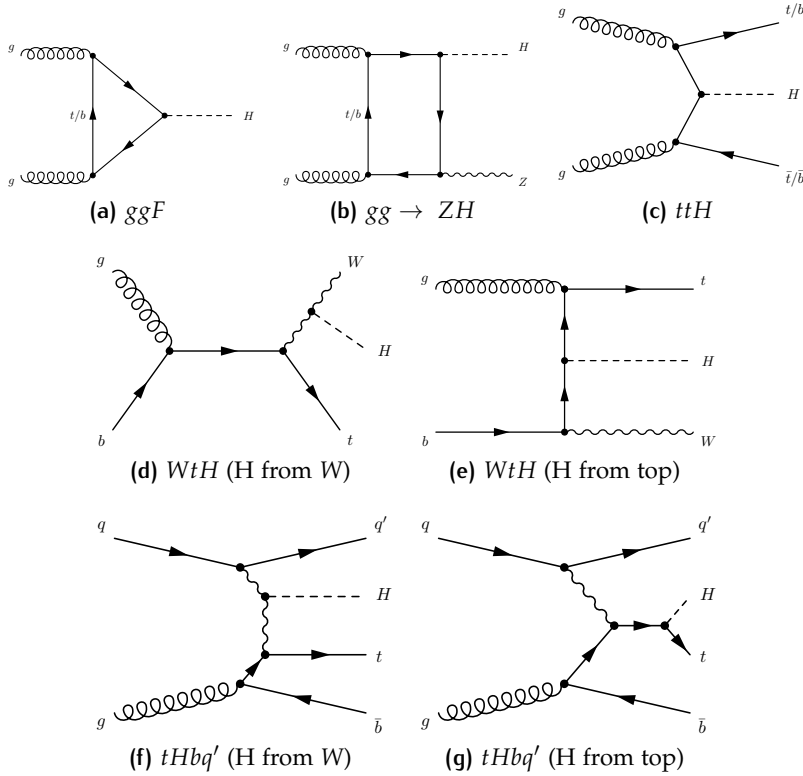 g
t/b
H
g
(a) ggF
g
H
t/b
g
Z
(b) gg → ZH
g
t/b
H
g
t̄/b̄
(c) ttH
g
W
H
b
t
(d) WtH (H from W)
g
t
H
b
W
(e) WtH (H from top)
q
q′
H
t
g
b̄
(f) tHbq′ (H from W)
q
q′
H
t
g
b̄
(g) tHbq′ (H from top)